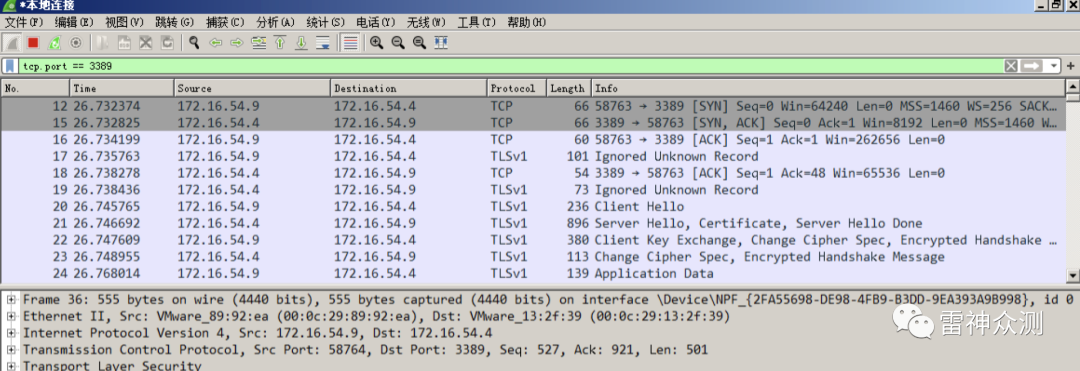 *本地连接
文件(F) 编辑(E) 视图(V) 跳转(G) 捕获(C) 分析(A) 统计(S) 电话(Y) 无线(W) 工具(T) 帮助(H)
tcp.port == 3389
No. Time Source Destination Protocol Length Info
12 26.732374 172.16.54.9 172.16.54.4 TCP 66 58763 → 3389 [SYN] Seq=0 Win=64240 Len=0 MSS=1460 WS=256 SACK…
15 26.732825 172.16.54.4 172.16.54.9 TCP 66 3389 → 58763 [SYN, ACK] Seq=0 Ack=1 Win=8192 Len=0 MSS=1460 W…
16 26.734199 172.16.54.9 172.16.54.4 TCP 60 58763 → 3389 [ACK] Seq=1 Ack=1 Win=262656 Len=0
17 26.735763 172.16.54.9 172.16.54.4 TLSv1 101 Ignored Unknown Record
18 26.738278 172.16.54.4 172.16.54.9 TCP 54 3389 → 58763 [ACK] Seq=1 Ack=48 Win=65536 Len=0
19 26.738436 172.16.54.4 172.16.54.9 TLSv1 73 Ignored Unknown Record
20 26.745765 172.16.54.9 172.16.54.4 TLSv1 236 Client Hello
21 26.746692 172.16.54.4 172.16.54.9 TLSv1 896 Server Hello, Certificate, Server Hello Done
22 26.747609 172.16.54.9 172.16.54.4 TLSv1 380 Client Key Exchange, Change Cipher Spec, Encrypted Handshake …
23 26.748955 172.16.54.4 172.16.54.9 TLSv1 113 Change Cipher Spec, Encrypted Handshake Message
24 26.768014 172.16.54.9 172.16.54.4 TLSv1 139 Application Data
Frame 36: 555 bytes on wire (4440 bits), 555 bytes captured (4440 bits) on interface \Device\NPF_{2FA55698-DE98-4FB9-B3DD-9EA393A9B998}, id 0
Ethernet II, Src: VMware_89:92:ea (00:0c:29:89:92:ea), Dst: VMware_13:2f:39 (00:0c:29:13:2f:39)
Internet Protocol Version 4, Src: 172.16.54.9, Dst: 172.16.54.4
Transmission Control Protocol, Src Port: 58764, Dst Port: 3389, Seq: 527, Ack: 921, Len: 501
Transport Layer Security
雷神众测